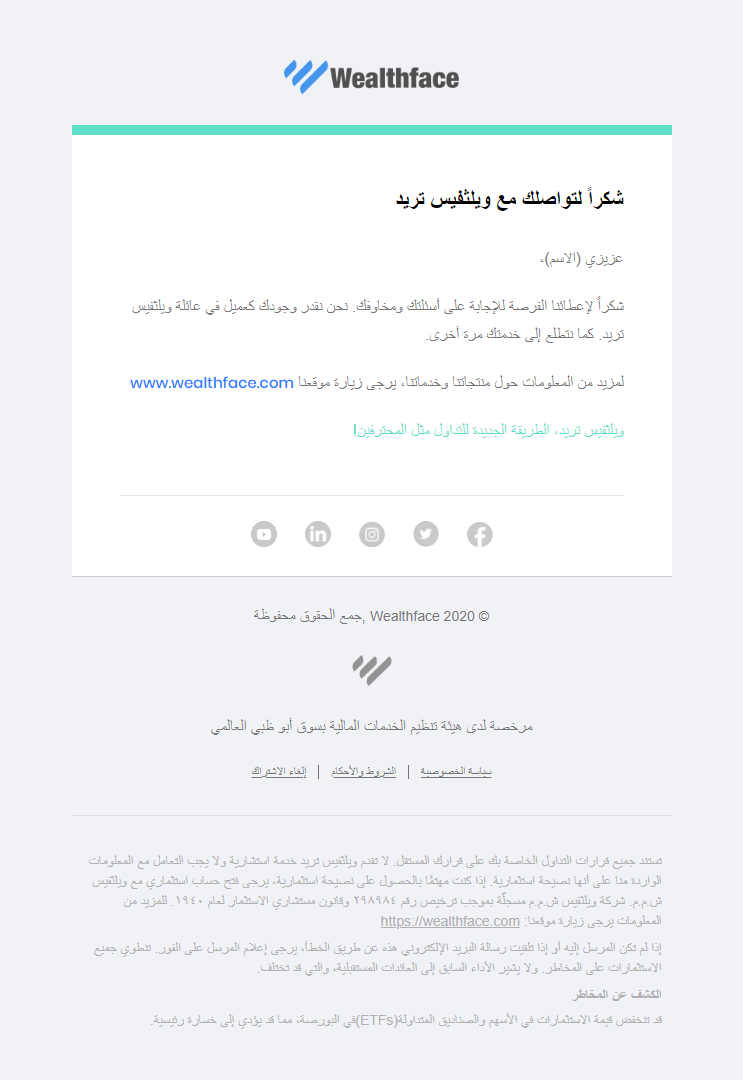 Wealthface
شكراً لتواصلك مع ويلثفيس تريد
عزيزي (الاسم)،
شكراً لإعطائنا الفرصة للإجابة على أسئلتك ومخاوفك. نحن نقدر وجودك كعميل في عائلة ويلثفيس
تريد. كما نتطلع إلى خدمتك مرة أخرى.
لمزيد من المعلومات حول منتجاتنا وخدماتنا، يرجى زيارة موقعنا www.wealthface.com
ويلثفيس تريد، الطريقة الجديدة للتداول مثل المحترفين!
© 2020 Wealthface ,جمع الحقوق محفوظة
مرخصة لدى هيئة تنظيم الخدمات المالية بسوق أبو ظبي العالمي
سياسة الخصوصية | الشروط والأحكام | إلغاء الاشتراك
تستند جميع قرارات التداول الخاصة بك على قرارك المستقل. لا تقدم ويلثفيس تريد خدمة استشارية ولا يجب التعامل مع المعلومات
الواردة منا على أنها نصيحة استثمارية. إذا كنت مهتمًا بالحصول على نصيحة استثمارية، يرجى فتح حساب استثماري مع ويلثفيس
ش.م.م. شركة ويلثفيس ش.م.م مسجلّة بموجب ترخيص رقم ٢٩٨٩٨٤ وقانون مستشاري الاستثمار لعام ١٩٤٠. للمزيد من
المعلومات يرجى زيارة موقعنا: https://wealthface.com
إذا لم تكن المرسل إليه أو إذا تلقيت رسالة البريد الإلكتروني هذه عن طريق الخطأ، يرجى إعلام المرسل على الفور. تنطوي جميع
الاستثمارات على المخاطر. ولا يشير الأداء السابق إلى العائدات المستقبلية، والتي قد تختلف.
الكشف عن المخاطر
قد تنخفض قيمة الاستثمارات في الأسهم والصناديق المتداولة(ETFs)في البورصة، مما قد يؤدي إلى خسارة رئيسية.